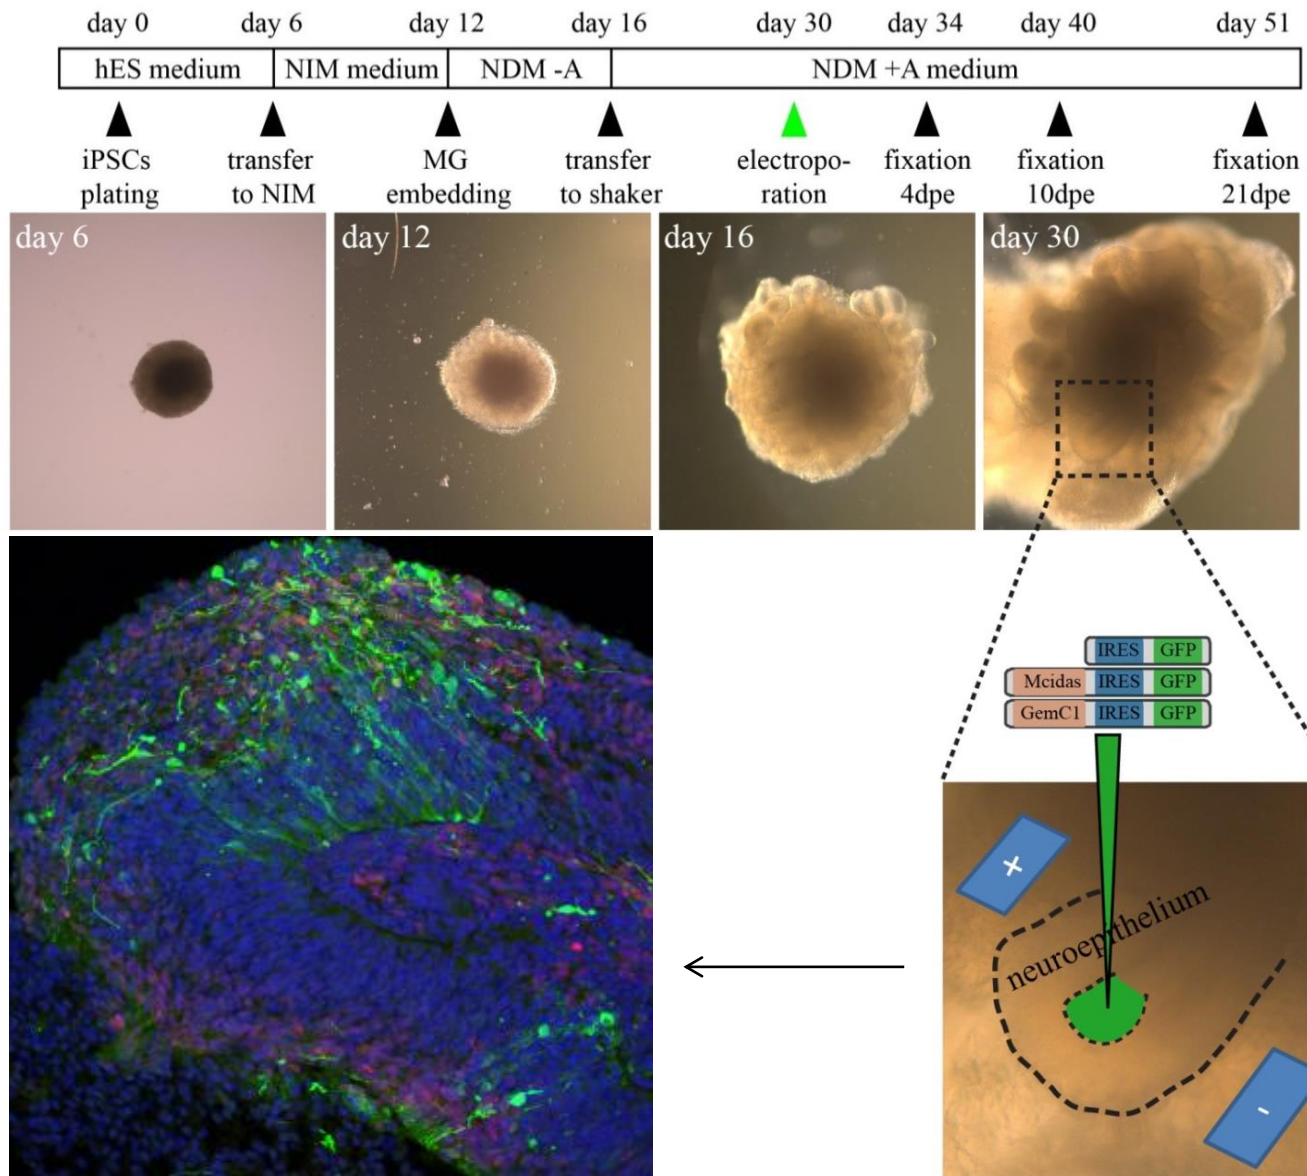 day 0 day 6 day 12 day 16 day 30 day 34 day 40 day 51
hES medium NIM medium NDM -A NDM +A medium
iPSCs transfer MG transfer electropo- fixation fixation fixation
plating to NIM embedding to shaker ration 4dpe 10dpe 21dpe
day 6 day 12 day 16 day 30
IRES GFP
Mcidas IRES GFP
GemC1 IRES GFP
+
neuroepithelium
-